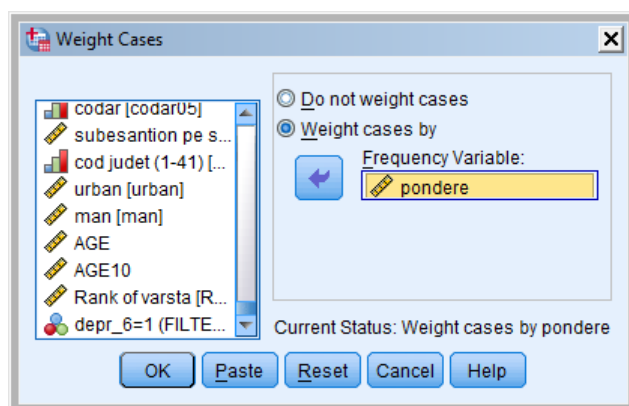 Weight Cases
codar [codar05]
subesantion pe s...
cod judet (1-41) [...
urban [urban]
man [man]
AGE
AGE10
Rank of varsta [R...
depr_6=1 (FILTE...
Do not weight cases
Weight cases by
Frequency Variable:
pondere
Current Status: Weight cases by pondere
OK
Paste
Reset
Cancel
Help